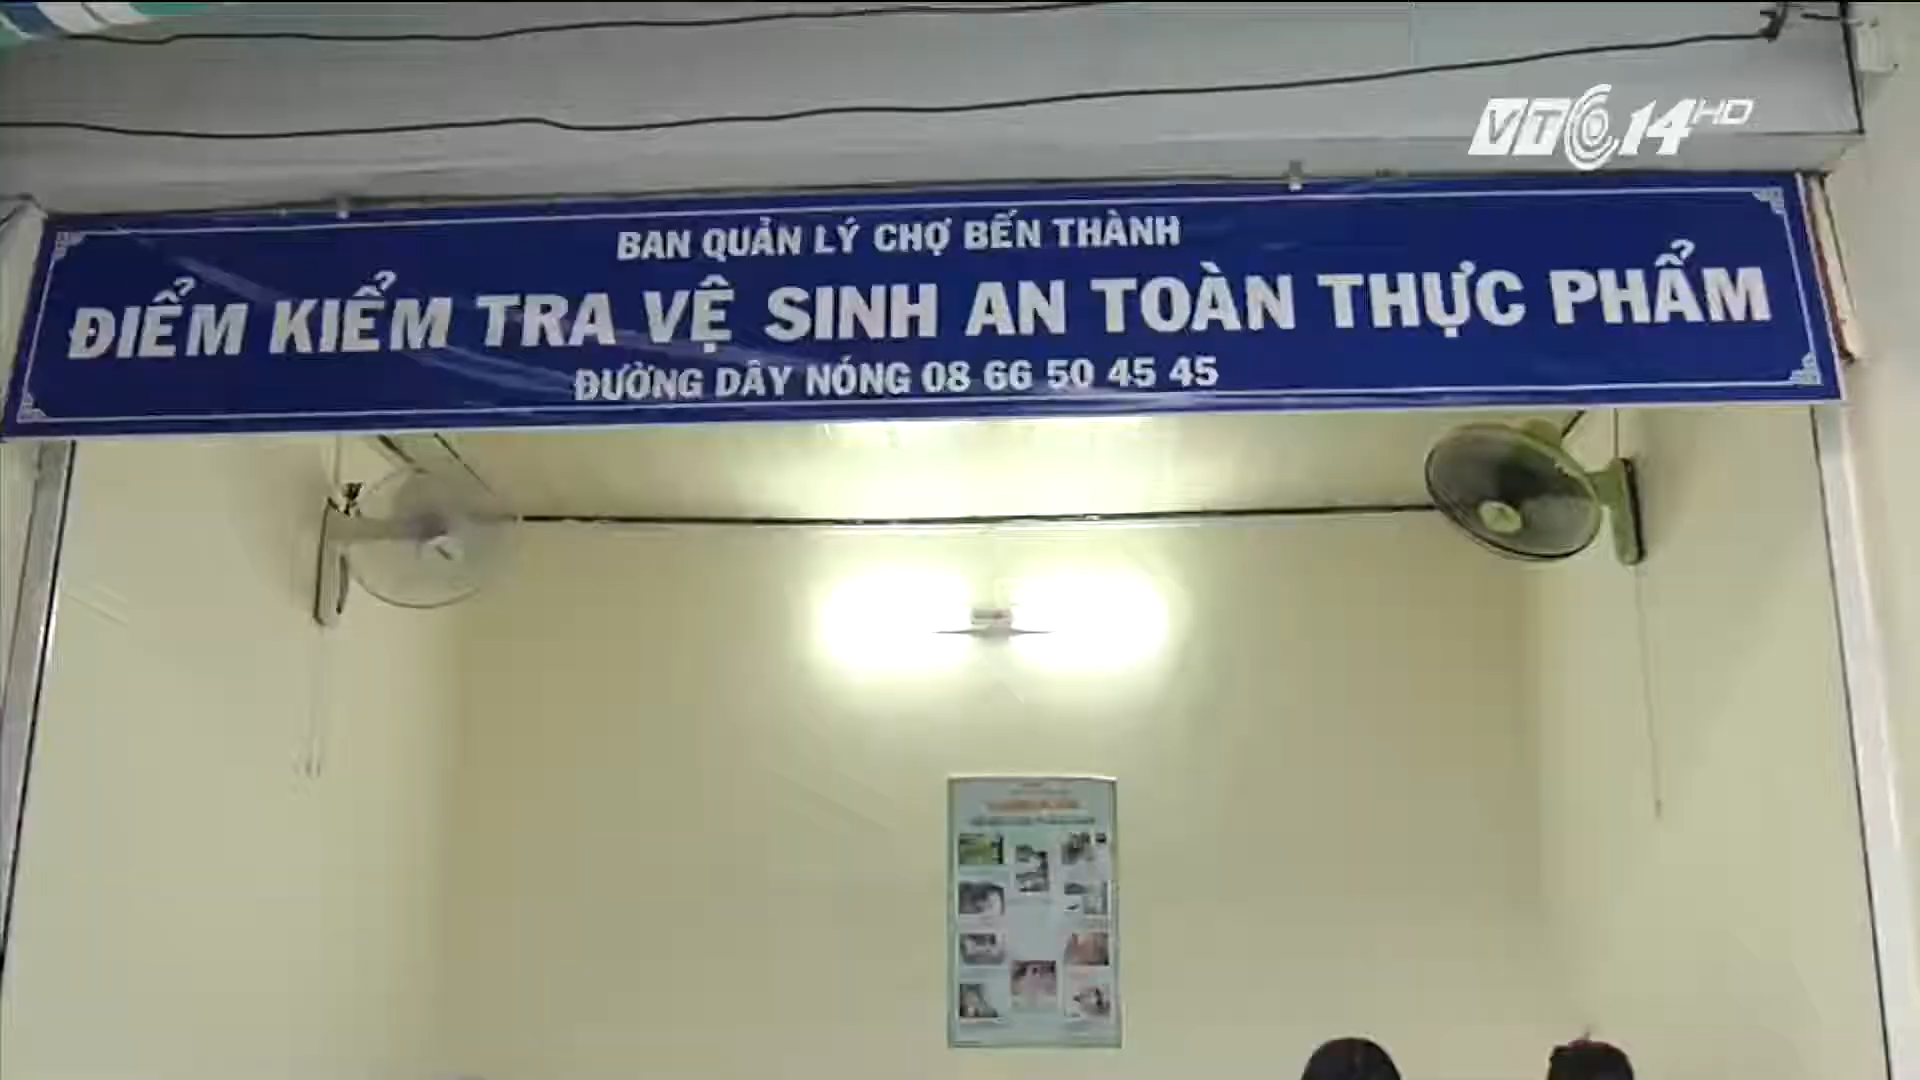 VTC14 HD
BAN QUẢN LÝ CHỢ BẾN THÀNH
ĐIỂM KIỂM TRA VỆ SINH AN TOÀN THỰC PHẨM
ĐƯỜNG DÂY NÓNG 08 66 50 45 45